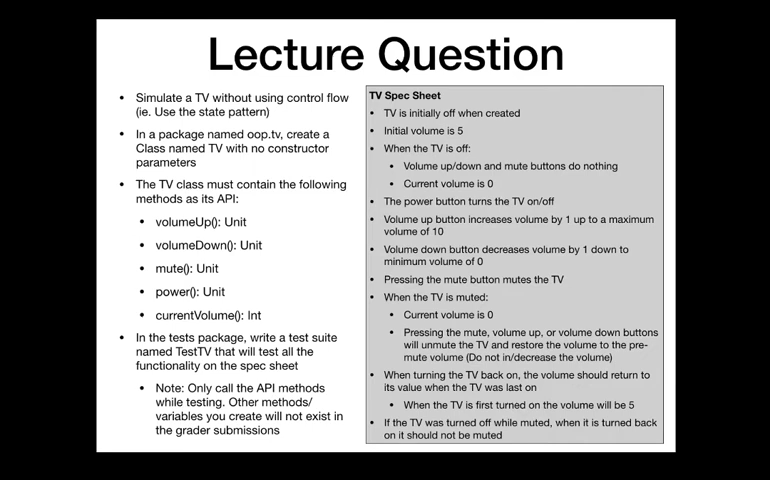 Lecture Question
• Simulate a TV without using control flow
(ie. Use the state pattern)
• In a package named oop.tv, create a
Class named TV with no constructor
parameters
• The TV class must contain the following
methods as its API:
• volumeUp(): Unit
• volumeDown(): Unit
• mute(): Unit
• power(): Unit
• currentVolume(): Int
• In the tests package, write a test suite
named TestTV that will test all the
functionality on the spec sheet
• Note: Only call the API methods
while testing. Other methods/
variables you create will not exist in
the grader submissions
TV Spec Sheet
• TV is initially off when created
• Initial volume is 5
• When the TV is off:
• Volume up/down and mute buttons do nothing
• Current volume is 0
• The power button turns the TV on/off
• Volume up button increases volume by 1 up to a maximum
volume of 10
• Volume down button decreases volume by 1 down to
minimum volume of 0
• Pressing the mute button mutes the TV
• When the TV is muted:
• Current volume is 0
• Pressing the mute, volume up, or volume down buttons
will unmute the TV and restore the volume to the pre-
mute volume (Do not in/decrease the volume)
• When turning the TV back on, the volume should return to
its value when the TV was last on
• When the TV is first turned on the volume will be 5
• If the TV was turned off while muted, when it is turned back
on it should not be muted